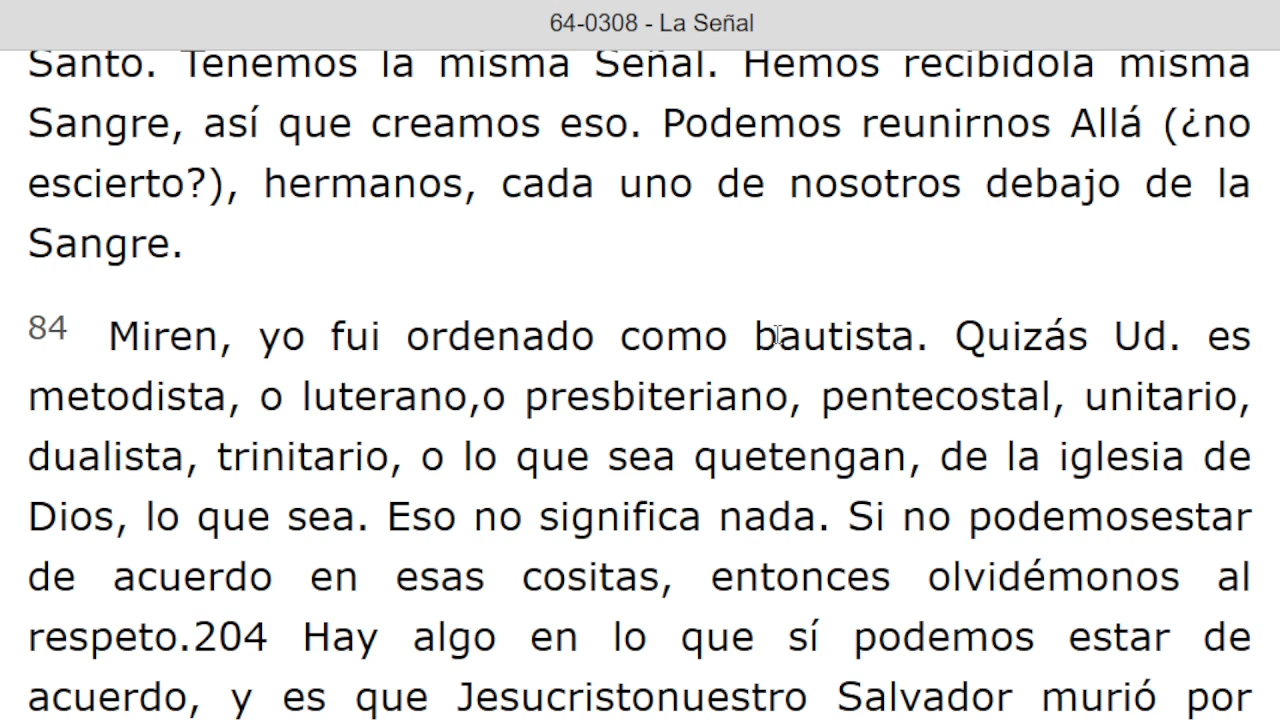 64-0308 - La Señal
Santo. Tenemos la misma Señal. Hemos recibidola misma
Sangre, así que creamos eso. Podemos reunirnos Allá (¿no
escierto?), hermanos, cada uno de nosotros debajo de la
Sangre.
84 Miren, yo fui ordenado como bautista. Quizás Ud. es
metodista, o luterano,o presbiteriano, pentecostal, unitario,
dualista, trinitario, o lo que sea quetengan, de la iglesia de
Dios, lo que sea. Eso no significa nada. Si no podemosestar
de acuerdo en esas cositas, entonces olvidémonos al
respeto.204 Hay algo en lo que sí podemos estar de
acuerdo, y es que Jesucristonuestro Salvador murió por